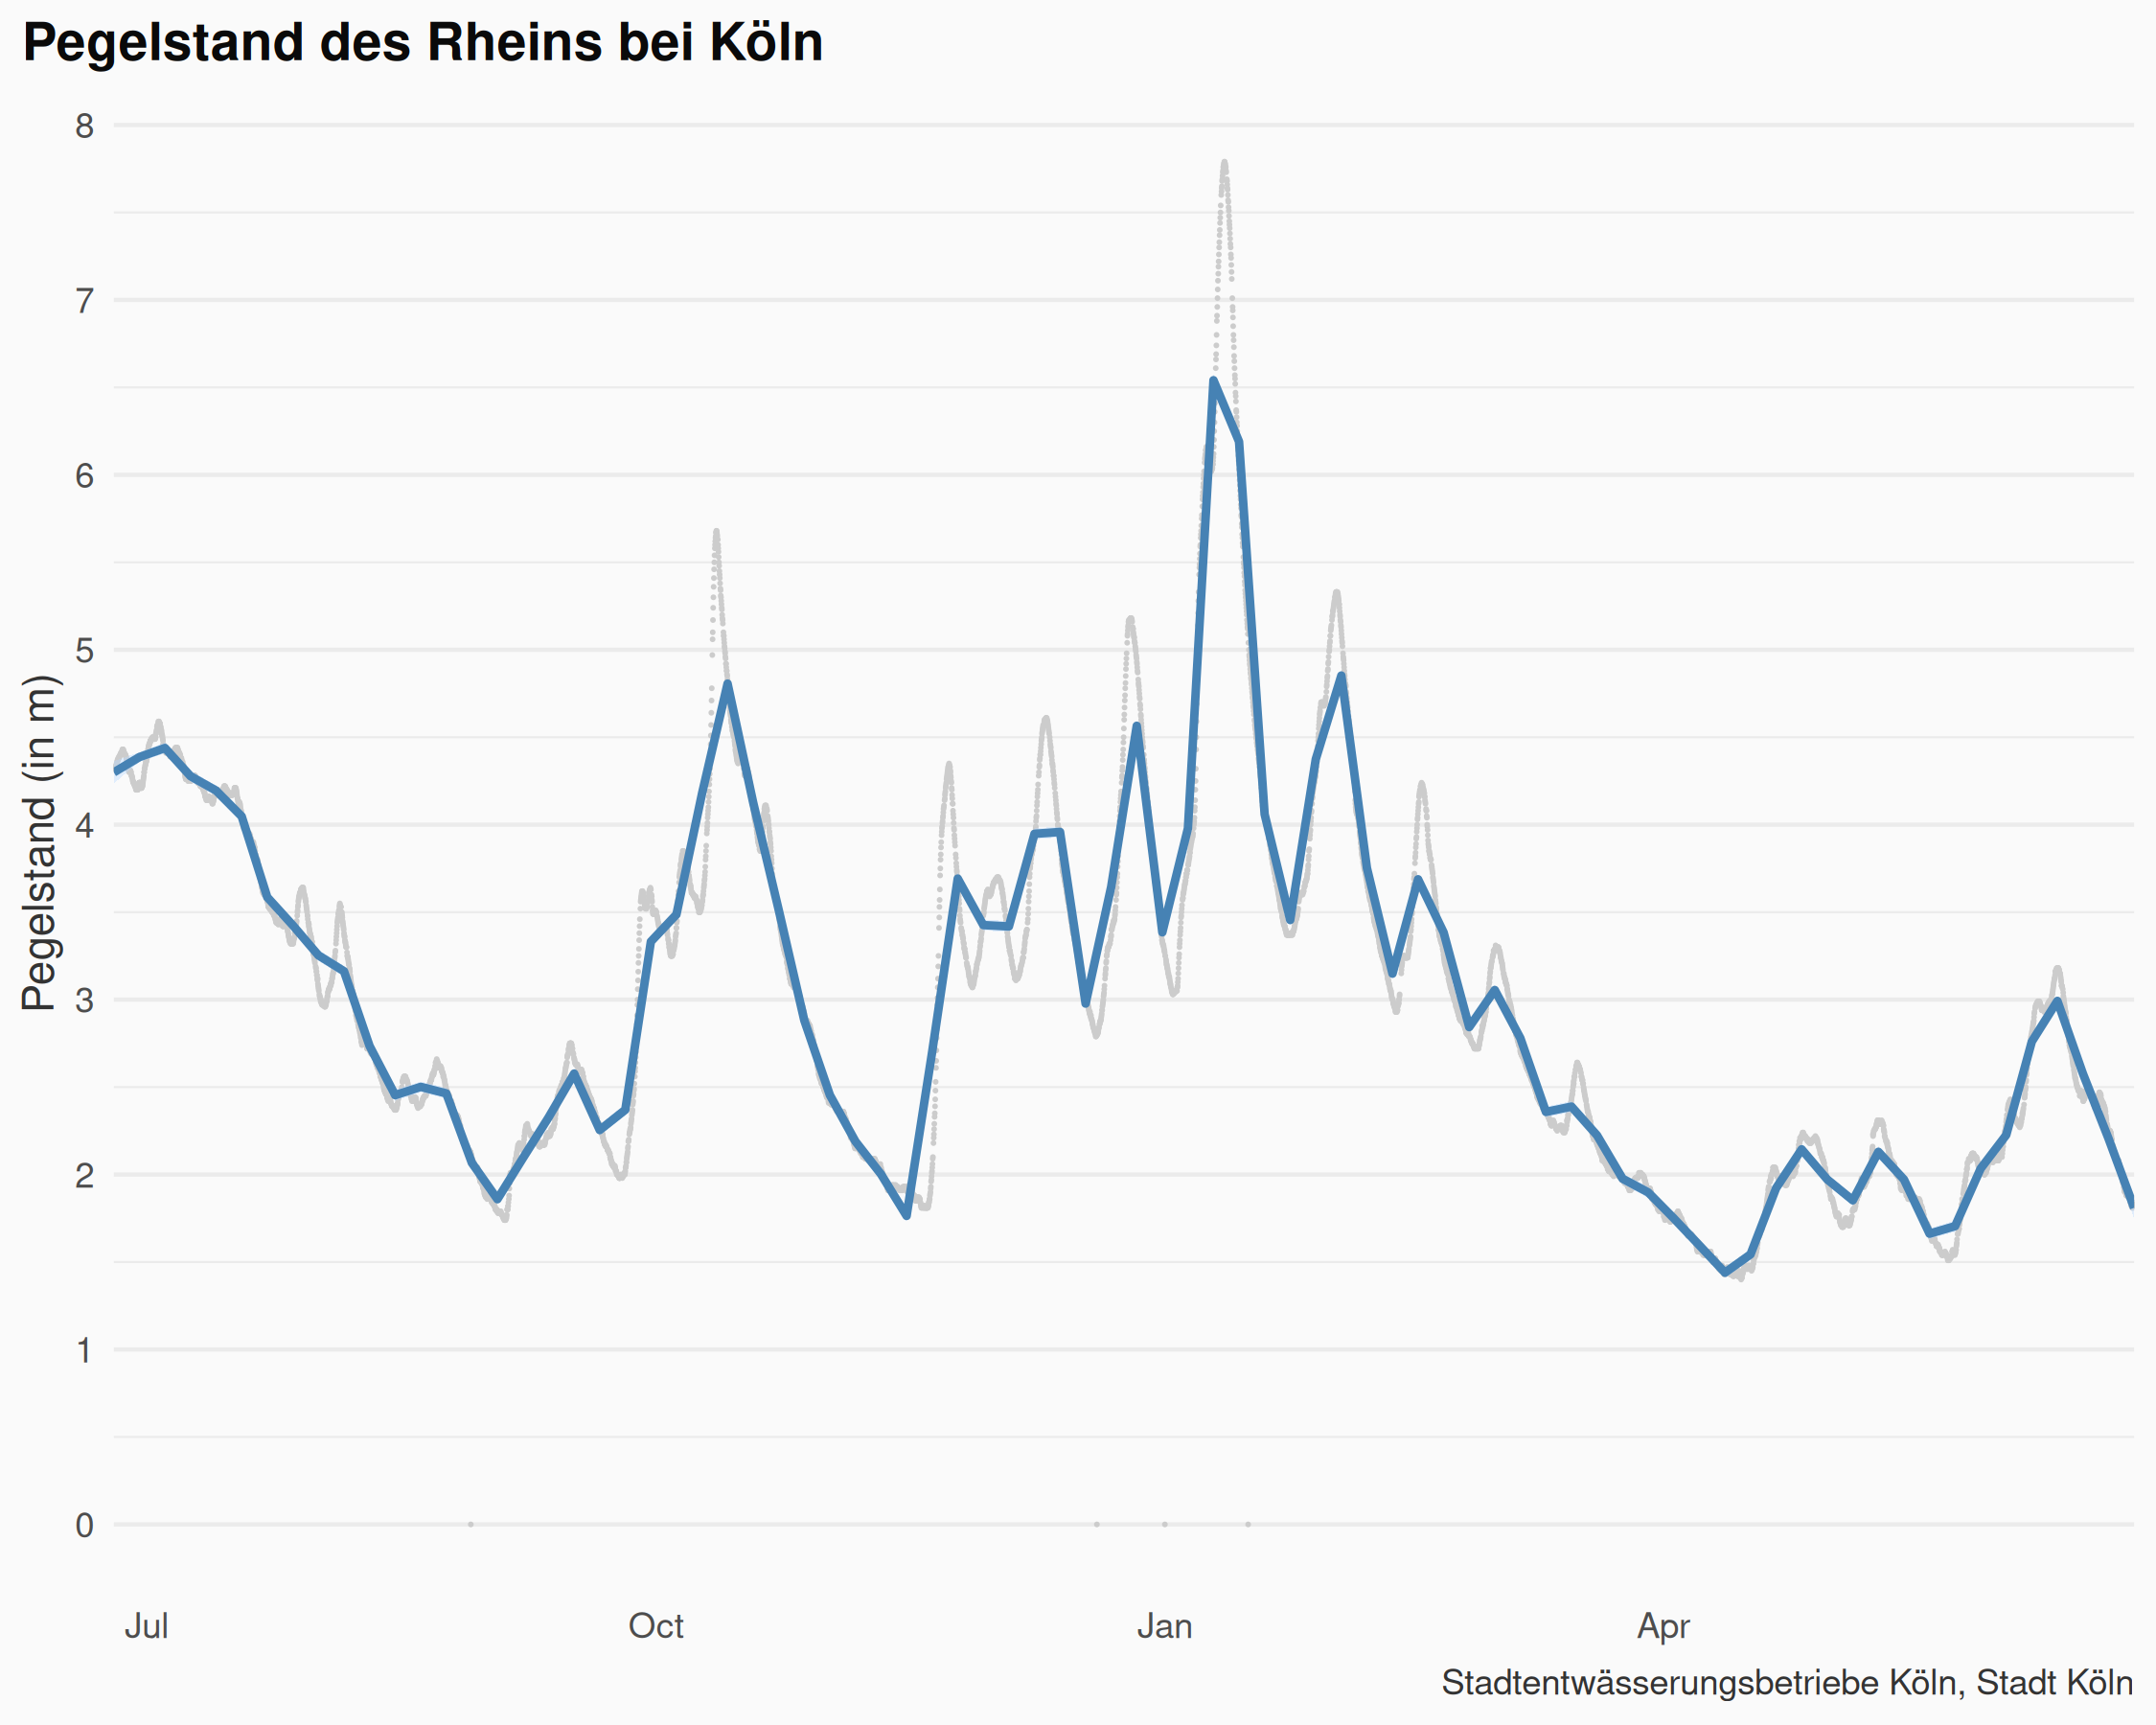 Pegelstand des Rheins bei Köln
Pegelstand (in m)
8
7
6
5
4
3
2
1
0
Jul Oct Jan Apr
Stadtentwässerungsbetriebe Köln, Stadt Köln